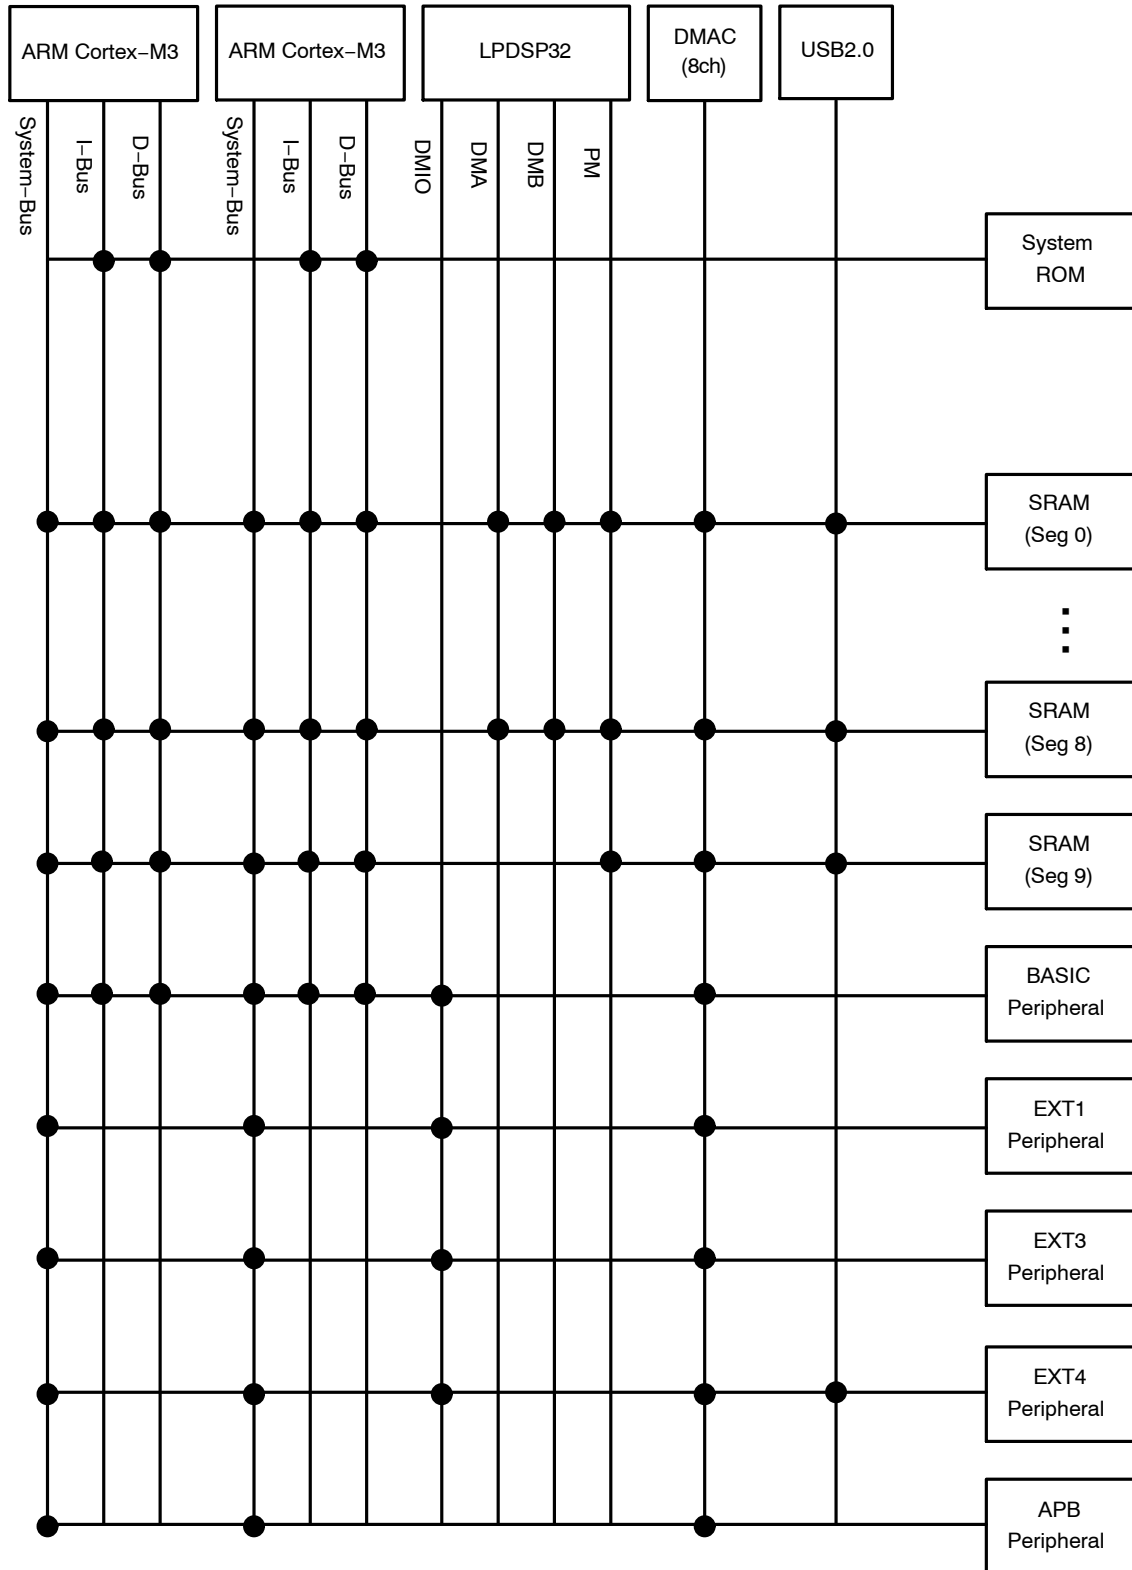 ARM Cortex−M3
ARM Cortex−M3
LPDSP32
DMAC
(8ch)
USB2.0
System−Bus
I−Bus
D−Bus
System−Bus
I−Bus
D−Bus
DMIO
DMA
DMB
PM
System
ROM
SRAM
(Seg 0)
SRAM
(Seg 8)
SRAM
(Seg 9)
BASIC
Peripheral
EXT1
Peripheral
EXT3
Peripheral
EXT4
Peripheral
APB
Peripheral